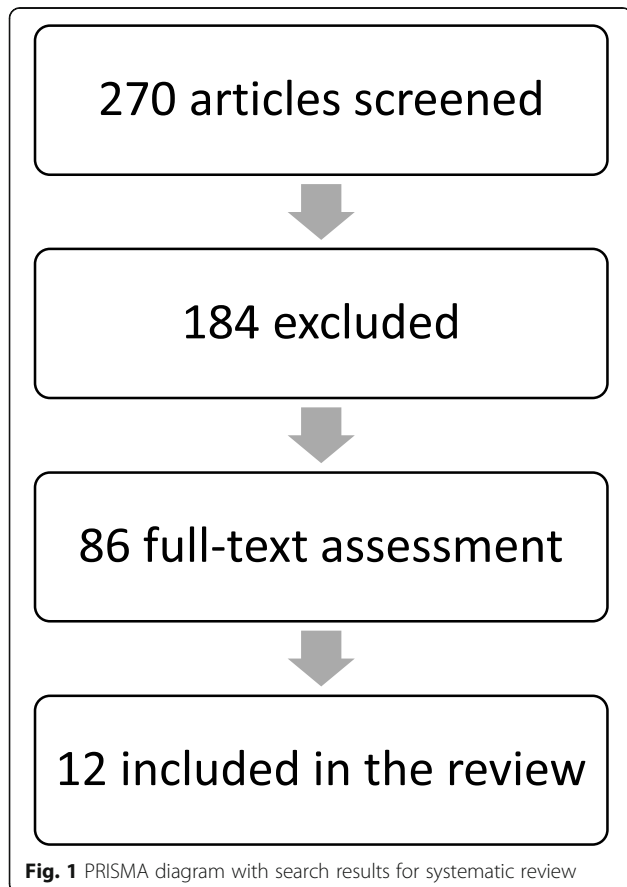 270 articles screened
184 excluded
86 full-text assessment
12 included in the review
Fig. 1 PRISMA diagram with search results for systematic review